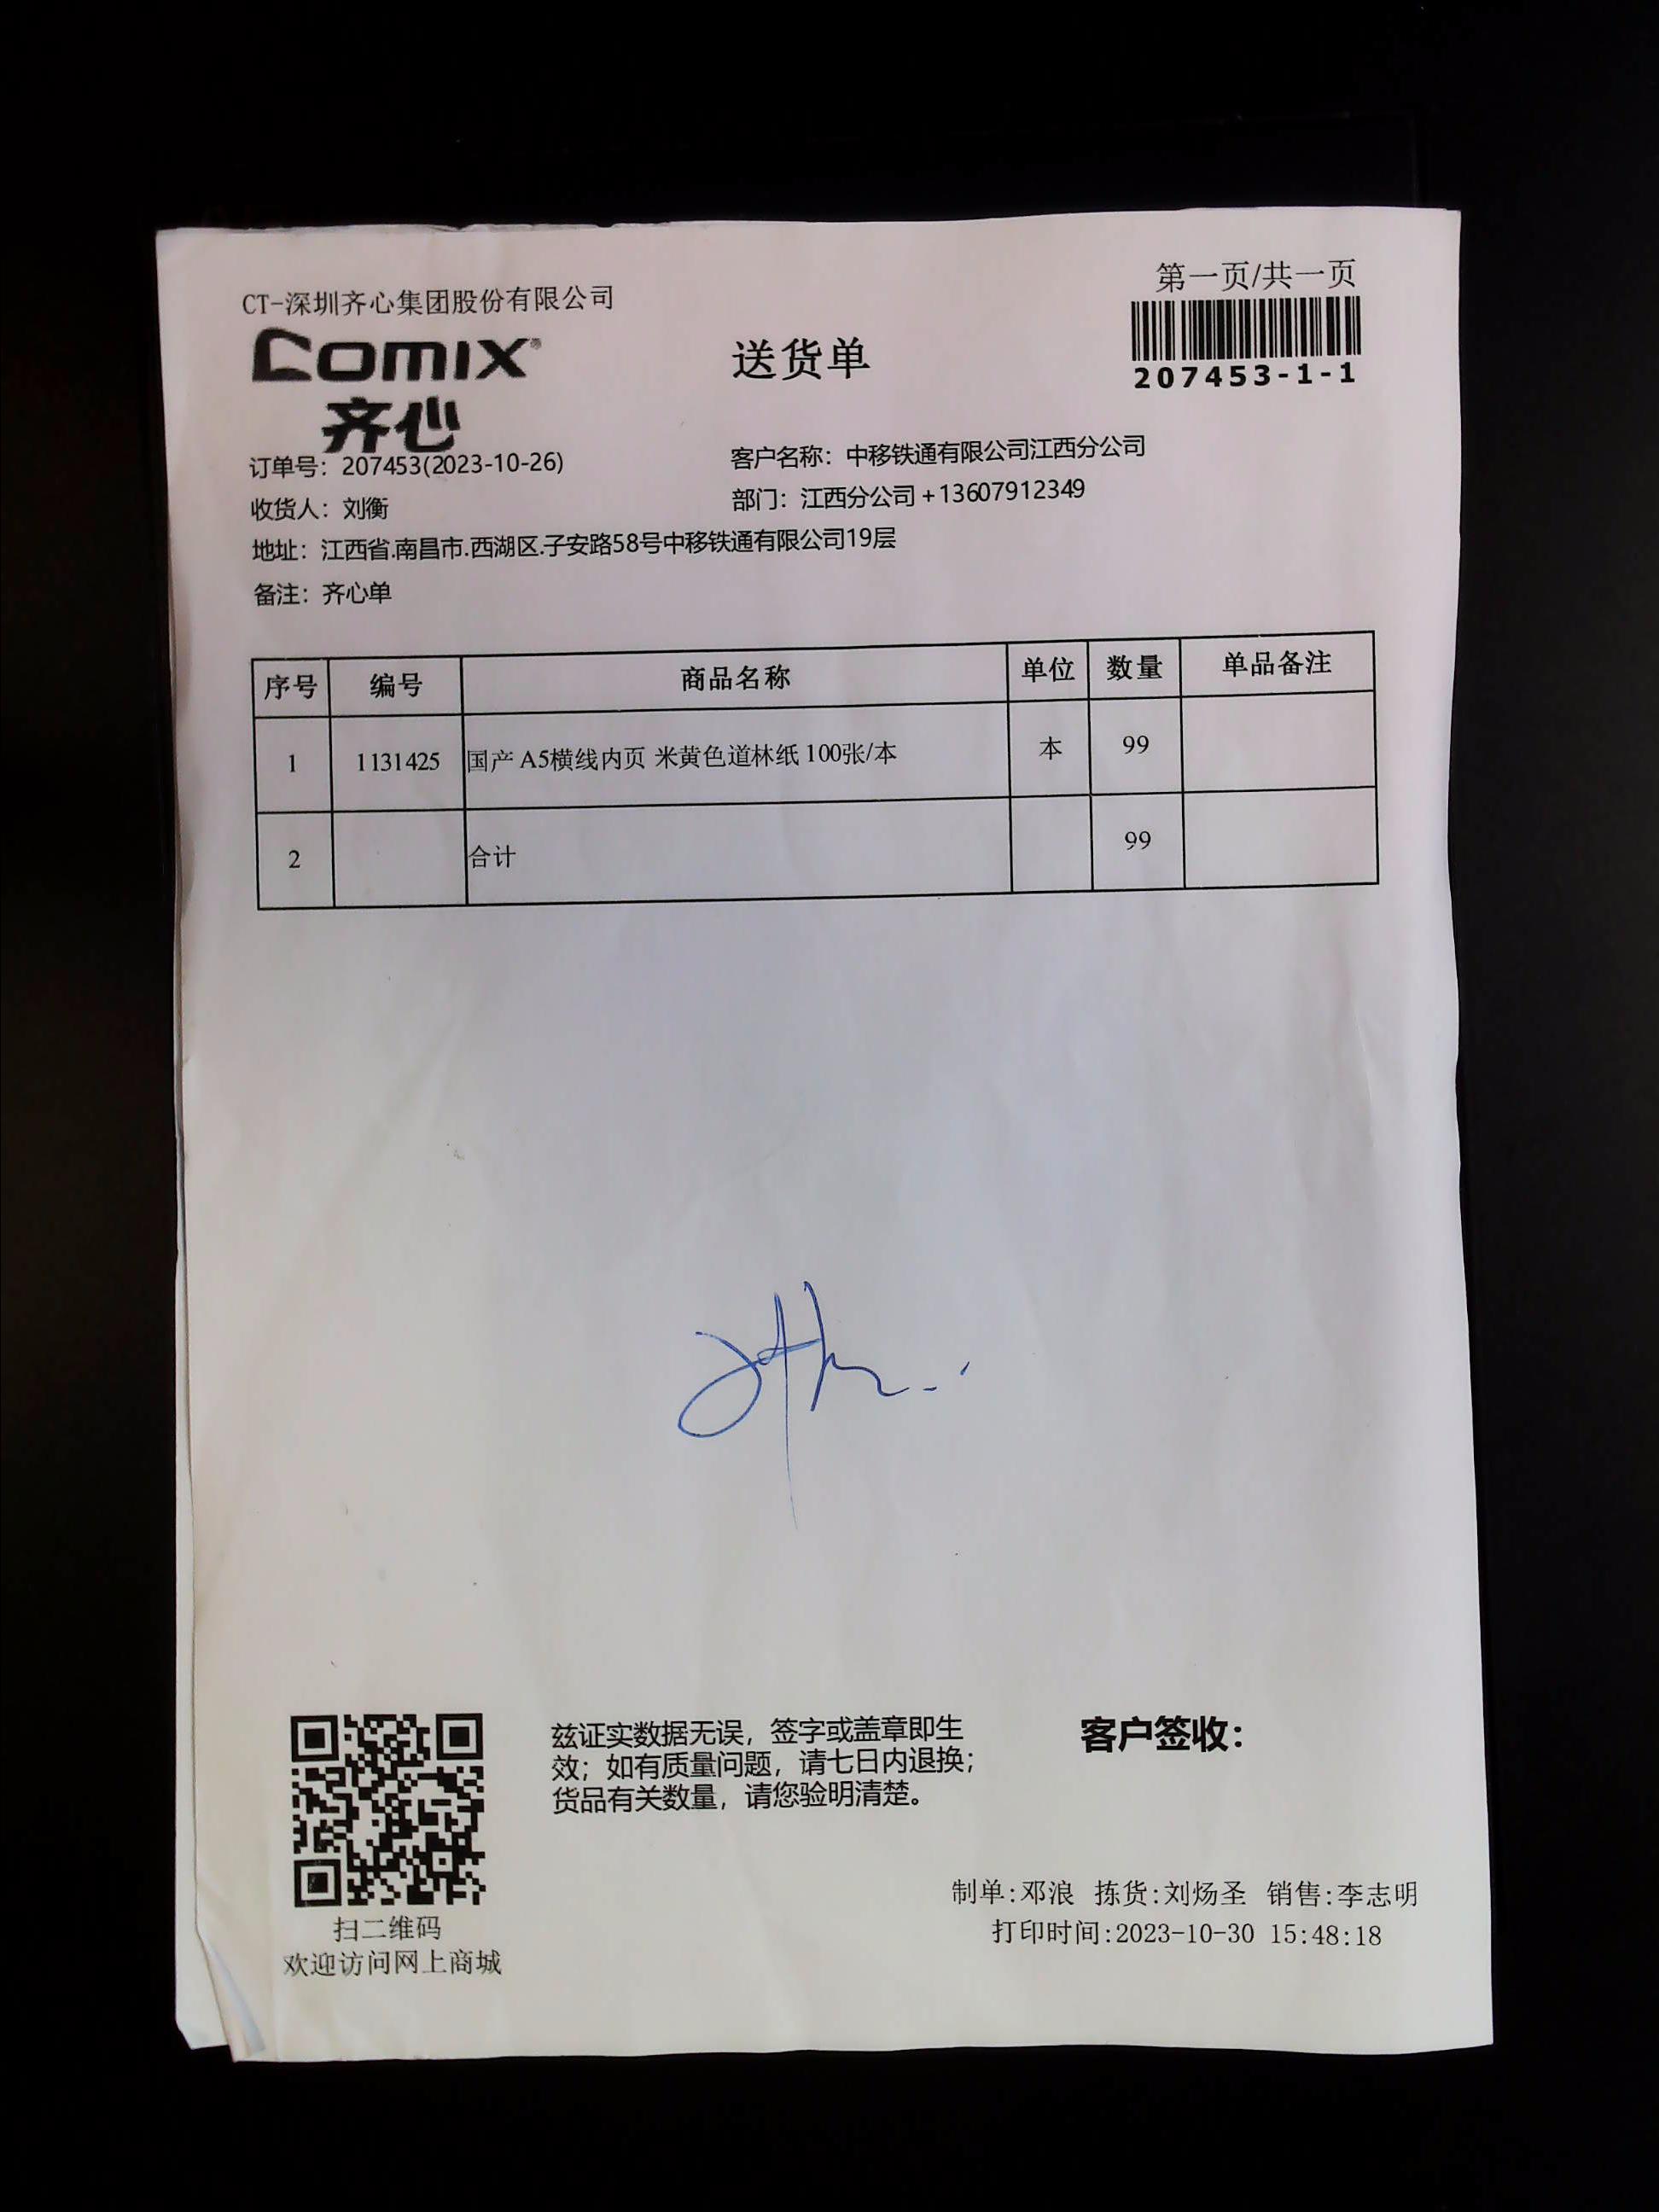 第一页/共一页
CT-深圳齐心集团股份有限公司
COMIX®
齐心
送货单
207453-1-1
订单号：207453(2023-10-26)
客户名称：中移铁通有限公司江西分公司
收货人：刘衡
部门：江西分公司+13607912349
地址：江西省.南昌市.西湖区.子安路58号中移铁通有限公司19层
备注：齐心单
序号 编号 商品名称 单位 数量 单品备注
1 1131425 国产 A5横线内页 米黄色道林纸 100张/本 本 99
2 合计 99
兹证实数据无误，签字或盖章即生
效；如有质量问题，请七日内退换；
货品有关数量，请您验明清楚。
客户签收：
扫二维码
欢迎访问网上商城
制单:邓浪 拣货:刘炀圣 销售:李志明
打印时间:2023-10-30 15:48:18